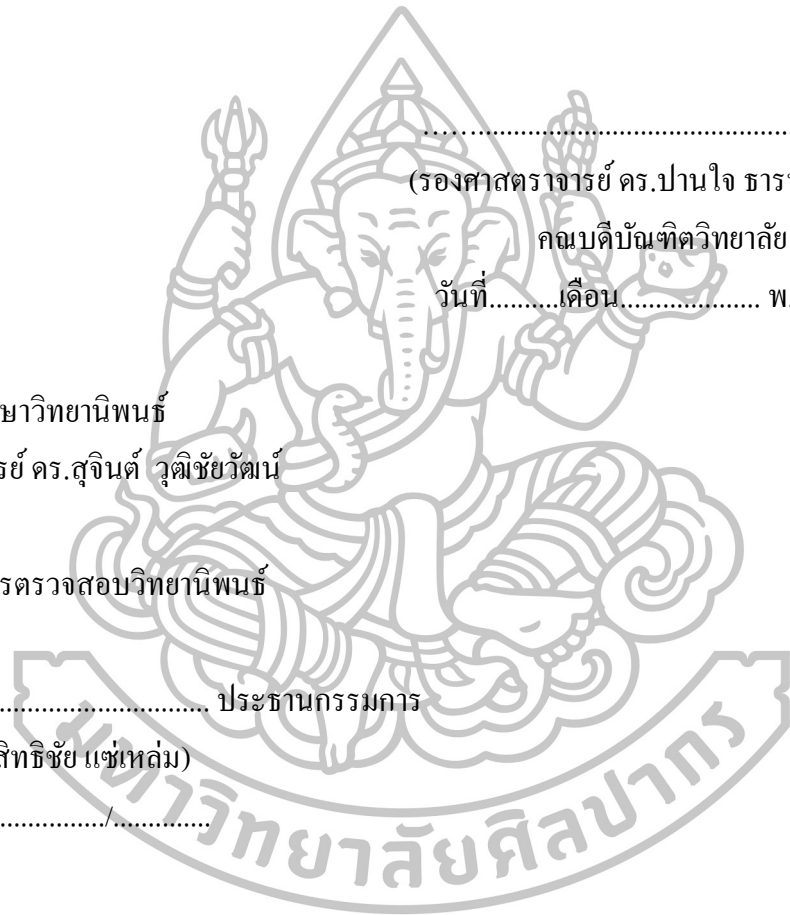 ...............................................
(รองศาสตราจารย์ ดร.ปานใจ
คณบดีบัณฑิตวิทยาลัย
วันที่..........เดือน.................... พ.
ษาวิทยานิพนธ์
รย์ ดร.สุจินต์ วุฒิชัยวัฒน์
รตรวจสอบวิทยานิพนธ์
.............................. ประธานกรรมการ
สิทธิชัย แซ่เหล่ม)
.............../..............
มหาวิทยาลัยศิลปากร